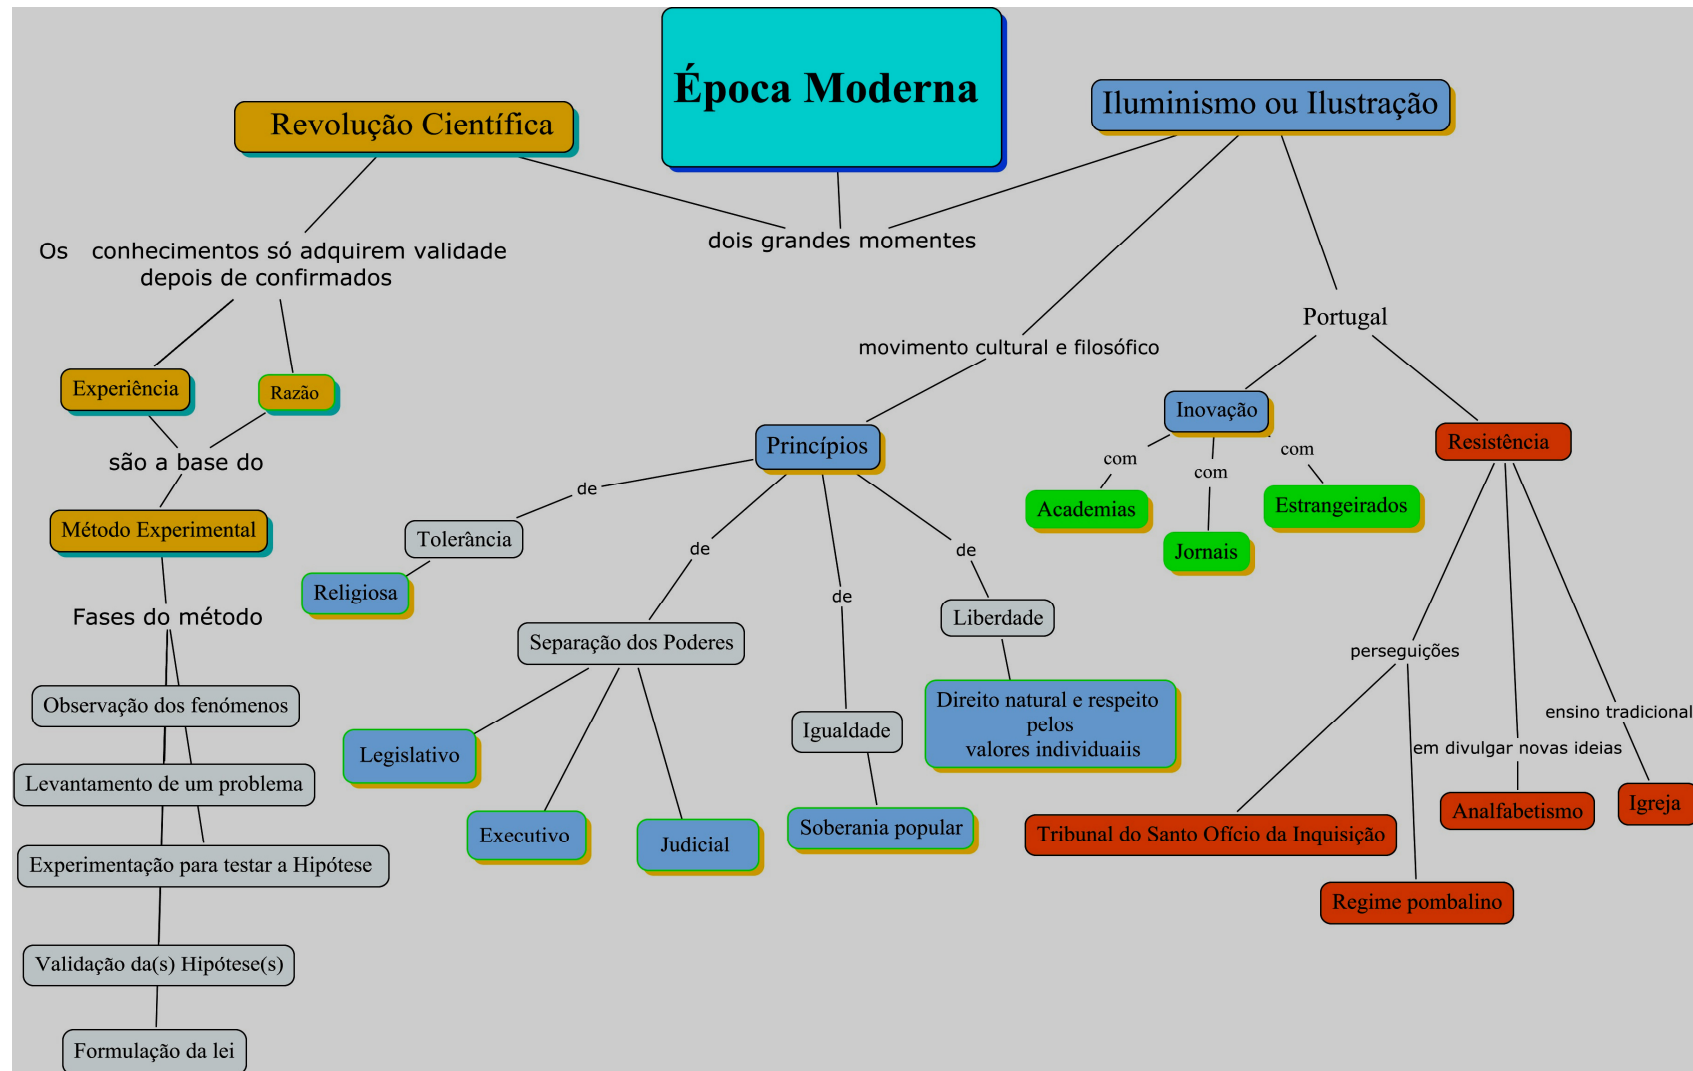 Época Moderna
Revolução Científica
Iluminismo ou Ilustração
dois grandes momentes
Os conhecimentos só adquirem validade
depois de confirmados
Experiência
Razão
são a base do
Método Experimental
Fases do método
Observação dos fenómenos
Levantamento de um problema
Experimentação para testar a Hipótese
Validação da(s) Hipótese(s)
Formulação da lei
movimento cultural e filosófico
Princípios
de
Tolerância
Religiosa
de
Separação dos Poderes
Legislativo
Executivo
Judicial
de
Igualdade
Soberania popular
de
Liberdade
Direito natural e respeito
pelos
valores individuaiis
Portugal
Inovação
com
Academias
com
Jornais
com
Estrangeirados
Resistência
perseguições
Tribunal do Santo Ofício da Inquisição
Regime pombalino
em divulgar novas ideias
Analfabetismo
ensino tradicional
Igreja